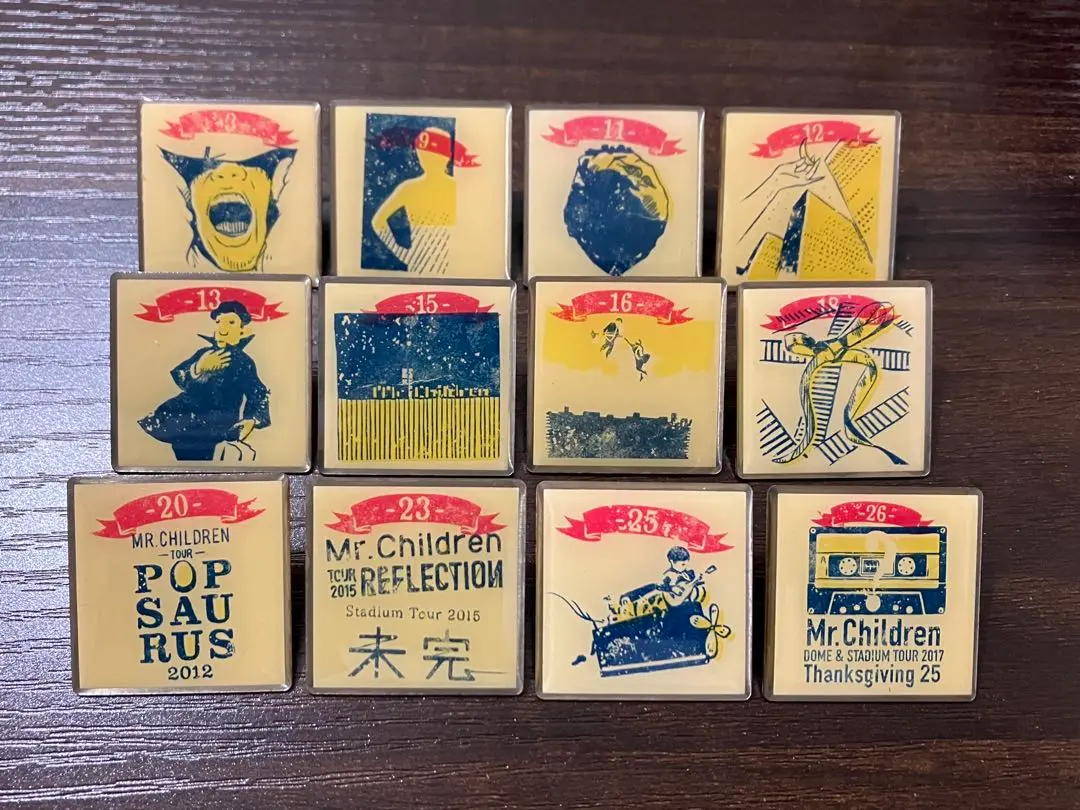 -3
9-
-11-
-12-
-13-
-15-
Mr.Children
-16-
-18-
-20-
MR.CHILDREN
-TOUR-
POP
SAU
RUS
2012
-23-
Mr.Children
TOUR
2015 REFLECTION
Stadium Tour 2015
未完
-25-
-26-
?
Mr.Children
DOME & STADIUM TOUR 2017
Thanksgiving 25